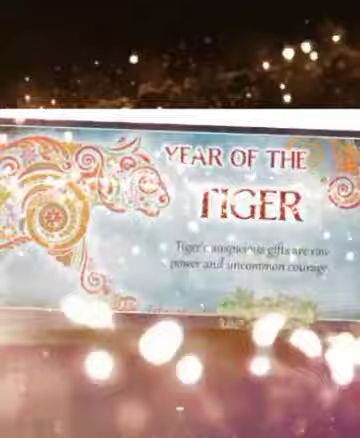 YEAR OF THE
TIGER
Tiger's auspicious gifts are raw
power and uncommon courage.